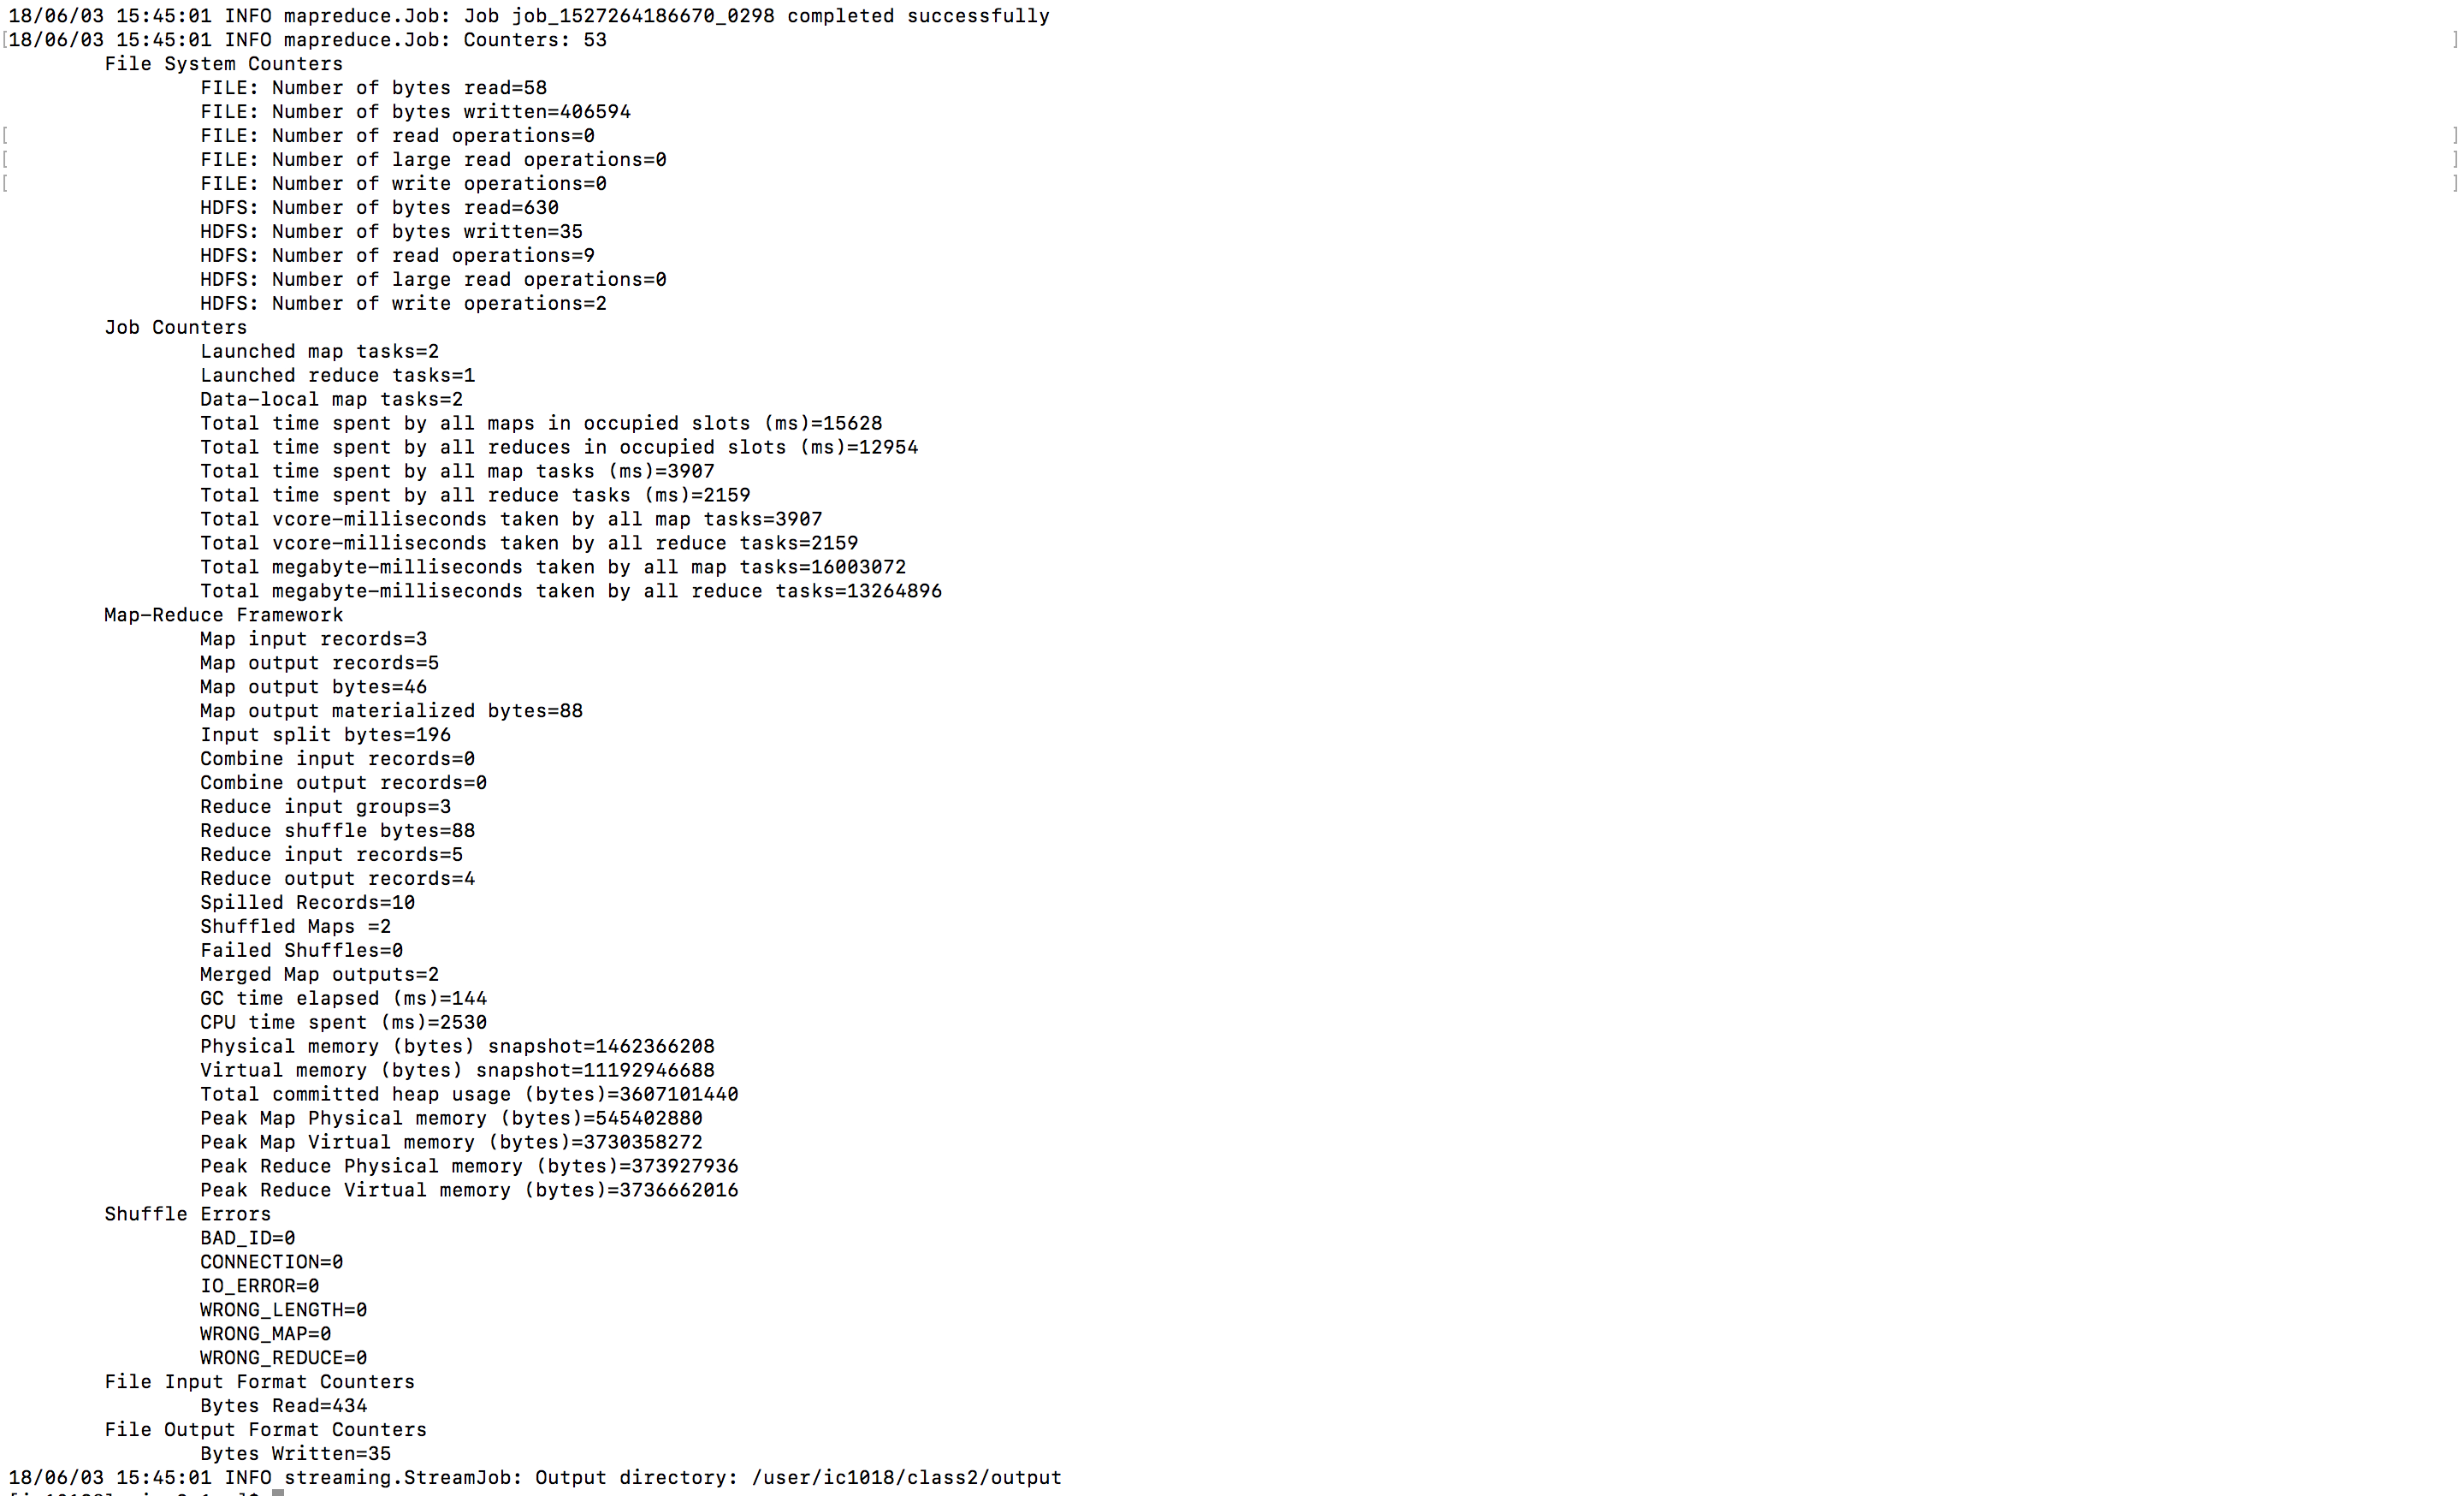 18/06/03 15:45:01 INFO mapreduce.Job: Job job_1527264186670_0298 completed successfully
[18/06/03 15:45:01 INFO mapreduce.Job: Counters: 53 ]
File System Counters
FILE: Number of bytes read=58
FILE: Number of bytes written=406594
[ FILE: Number of read operations=0 ]
[ FILE: Number of large read operations=0 ]
[ FILE: Number of write operations=0 ]
HDFS: Number of bytes read=630
HDFS: Number of bytes written=35
HDFS: Number of read operations=9
HDFS: Number of large read operations=0
HDFS: Number of write operations=2
Job Counters
Launched map tasks=2
Launched reduce tasks=1
Data-local map tasks=2
Total time spent by all maps in occupied slots (ms)=15628
Total time spent by all reduces in occupied slots (ms)=12954
Total time spent by all map tasks (ms)=3907
Total time spent by all reduce tasks (ms)=2159
Total vcore-milliseconds taken by all map tasks=3907
Total vcore-milliseconds taken by all reduce tasks=2159
Total megabyte-milliseconds taken by all map tasks=16003072
Total megabyte-milliseconds taken by all reduce tasks=13264896
Map-Reduce Framework
Map input records=3
Map output records=5
Map output bytes=46
Map output materialized bytes=88
Input split bytes=196
Combine input records=0
Combine output records=0
Reduce input groups=3
Reduce shuffle bytes=88
Reduce input records=5
Reduce output records=4
Spilled Records=10
Shuffled Maps =2
Failed Shuffles=0
Merged Map outputs=2
GC time elapsed (ms)=144
CPU time spent (ms)=2530
Physical memory (bytes) snapshot=1462366208
Virtual memory (bytes) snapshot=11192946688
Total committed heap usage (bytes)=3607101440
Peak Map Physical memory (bytes)=545402880
Peak Map Virtual memory (bytes)=3730358272
Peak Reduce Physical memory (bytes)=373927936
Peak Reduce Virtual memory (bytes)=3736662016
Shuffle Errors
BAD_ID=0
CONNECTION=0
IO_ERROR=0
WRONG_LENGTH=0
WRONG_MAP=0
WRONG_REDUCE=0
File Input Format Counters
Bytes Read=434
File Output Format Counters
Bytes Written=35
18/06/03 15:45:01 INFO streaming.StreamJob: Output directory: /user/ic1018/class2/output